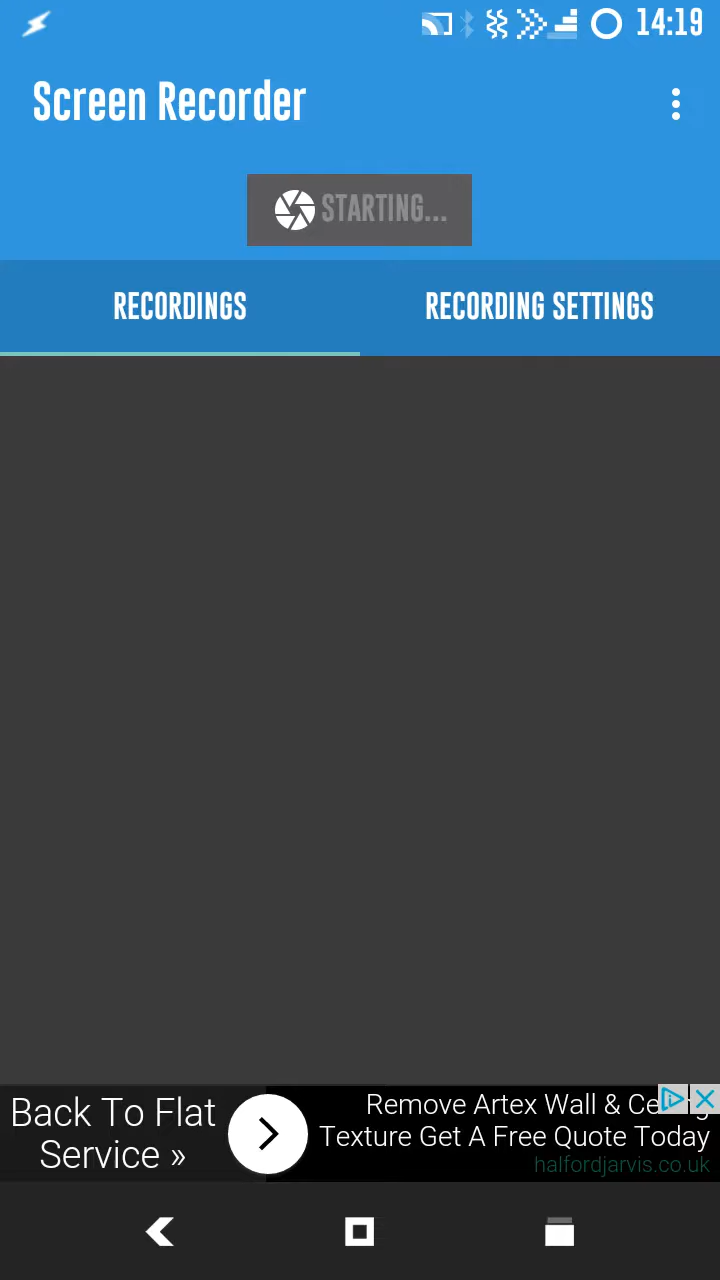 14:19
Screen Recorder
STARTING...
RECORDINGS
RECORDING SETTINGS
Back To Flat
Service »
Remove Artex Wall &
Texture Get A Free Quote Today
halfordjarvis.co.uk